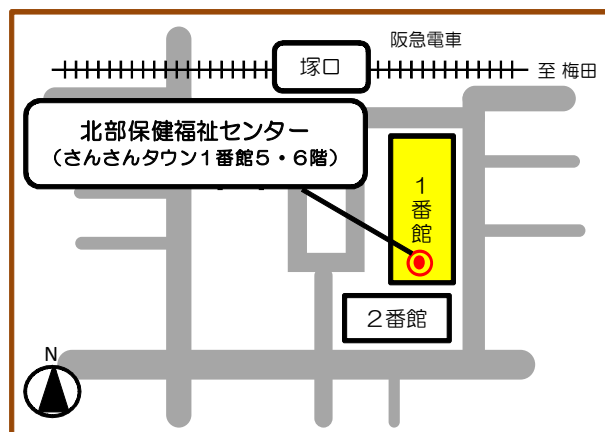 阪急電車
塚口
至 梅田
北部保健福祉センター
（さんさんタウン１番館５・６階）
１番館
２番館
N